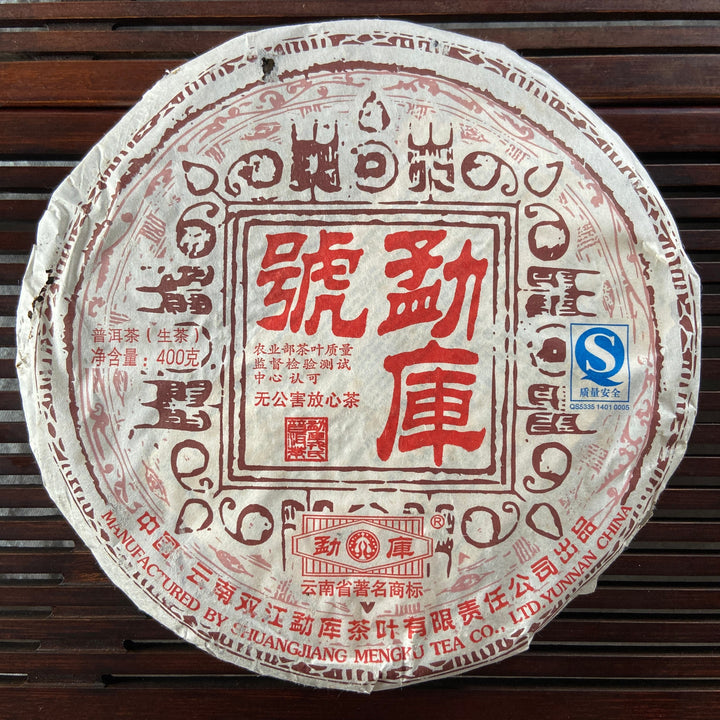 勐庫
號
农业部茶叶质量
监督检验测试
中心 认可
无公害放心茶
普洱茶（生茶）
净含量：400克
质量安全
QS5335 1401 0005
勐 庫 ®
云南省著名商标
中国·云南双江勐库茶叶有限责任公司出品
MANUFACTURED BY SHUANGJIANG MENGKU TEA CO., LTD. YUNNAN CHINA